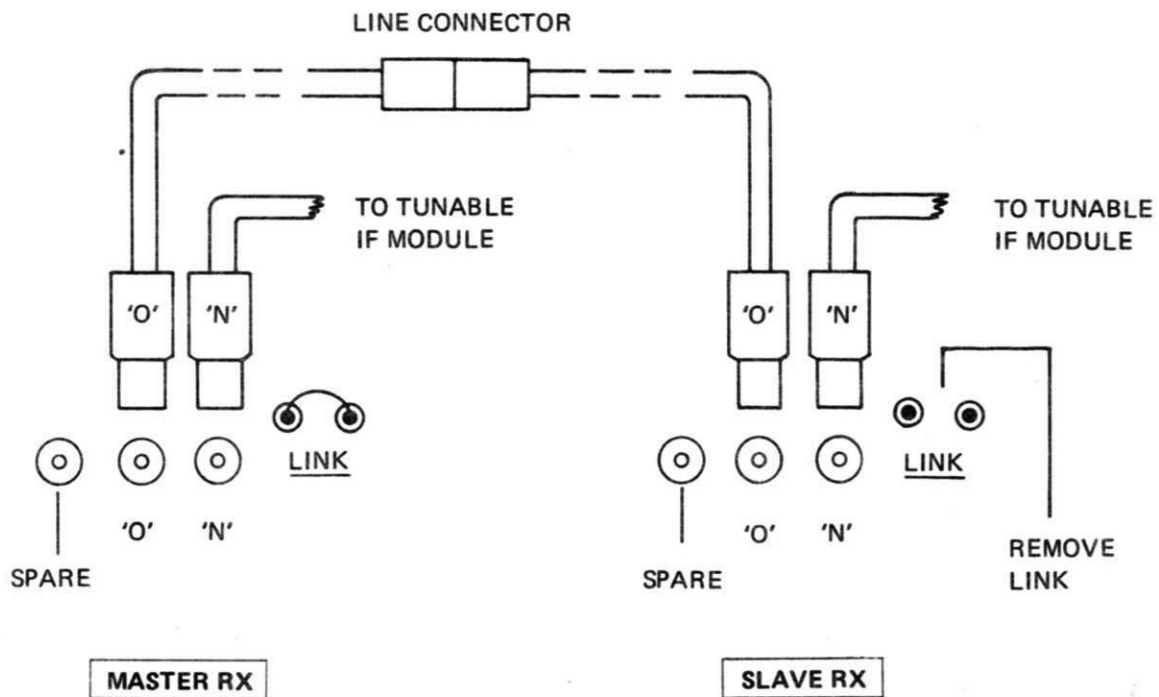 LINE CONNECTOR
TO TUNABLE
IF MODULE
TO TUNABLE
IF MODULE
'O'
'N'
'O'
'N'
LINK
LINK
'O'
'N'
'O'
'N'
SPARE
SPARE
REMOVE
LINK
MASTER RX
SLAVE RX